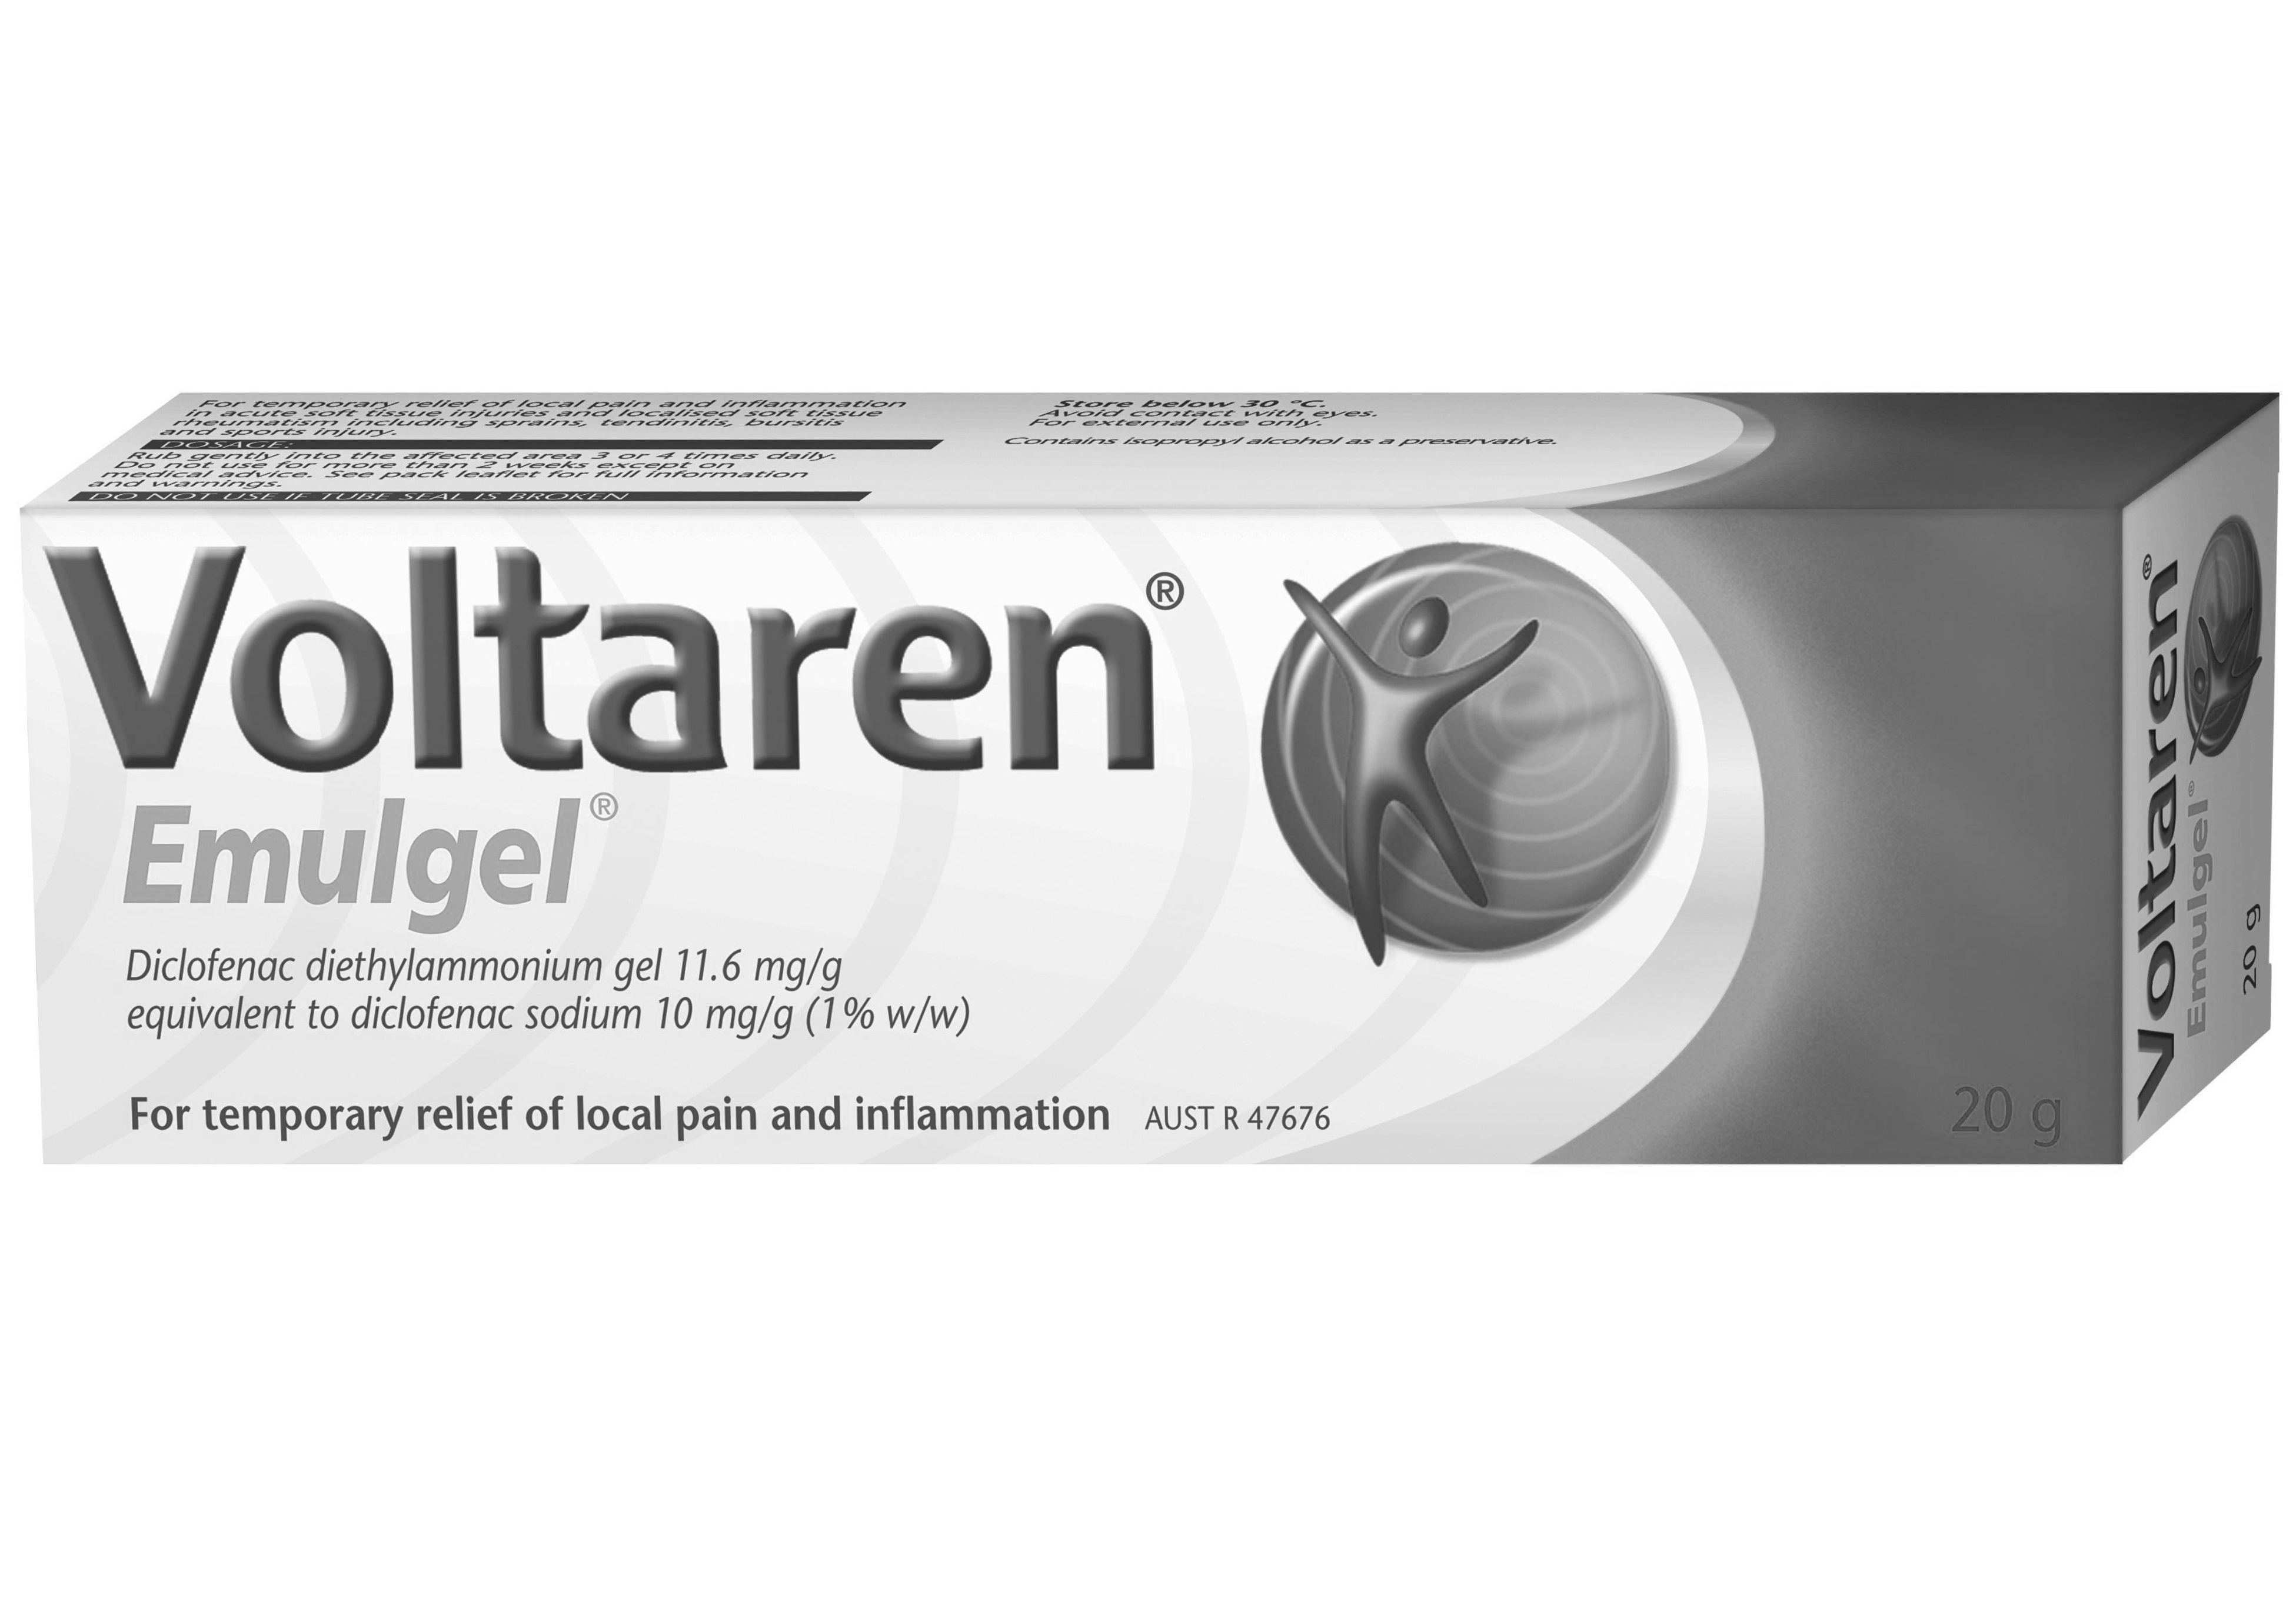 For temporary relief of local pain and inflammation
in acute soft tissue injuries and localised soft tissue
rheumatism including sprains, tendinitis, bursitis
and sports injury.
DOSAGE:
Rub gently into the affected area 3 or 4 times daily.
Do not use for more than 2 weeks except on
medical advice. See pack leaflet for full information
and warnings.
DO NOT USE IF TUBE SEAL IS BROKEN
Store below 30 °C.
Avoid contact with eyes.
For external use only.
Contains isopropyl alcohol as a preservative.
Voltaren®
Emulgel®
Diclofenac diethylammonium gel 11.6 mg/g
equivalent to diclofenac sodium 10 mg/g (1% w/w)
For temporary relief of local pain and inflammation AUST R 47676
20 g
Voltaren®
Emulgel®
20 g